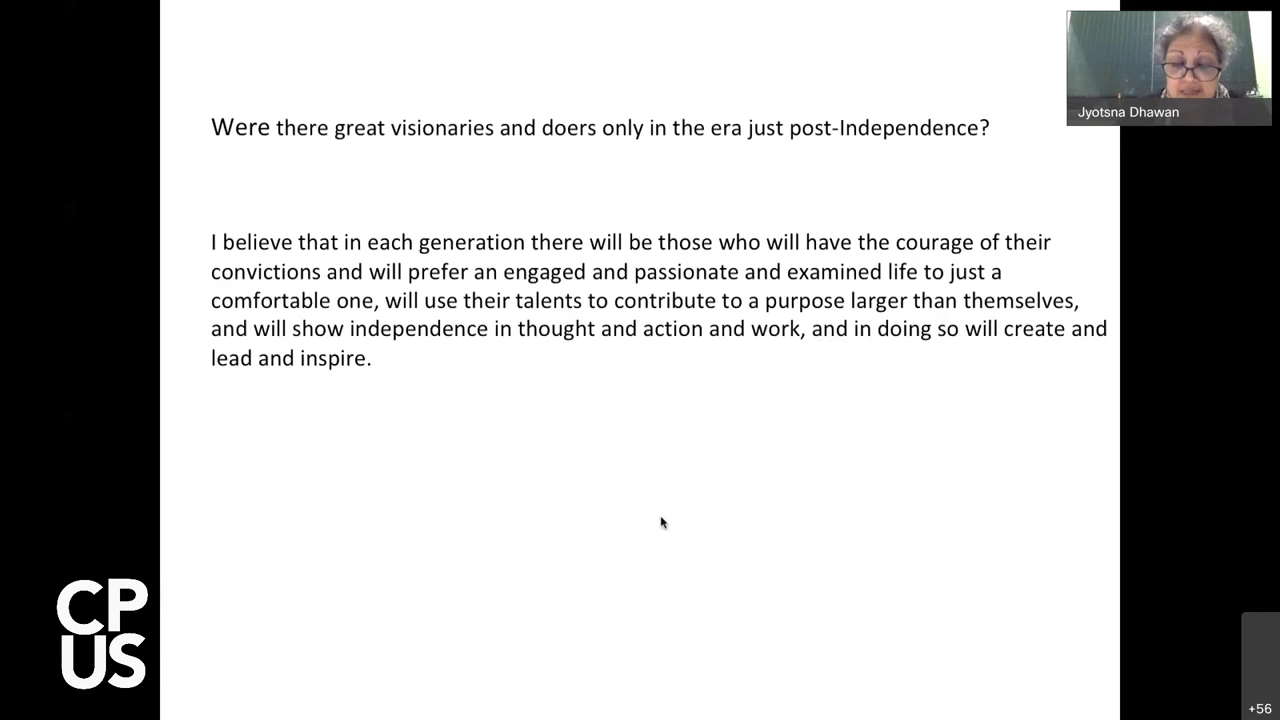 Jyotsna Dhawan
Were there great visionaries and doers only in the era just post-Independence?
I believe that in each generation there will be those who will have the courage of their
convictions and will prefer an engaged and passionate and examined life to just a
comfortable one, will use their talents to contribute to a purpose larger than themselves,
and will show independence in thought and action and work, and in doing so will create and
lead and inspire.
CP
US
+56